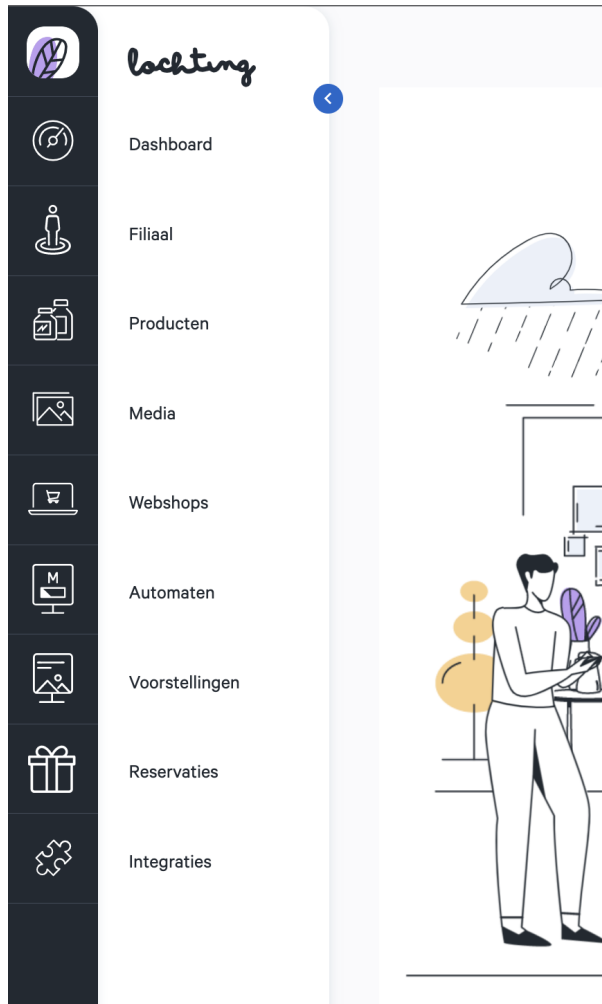 lochting
Dashboard
Filiaal
Producten
Media
Webshops
M
Automaten
Voorstellingen
Reservaties
Integraties